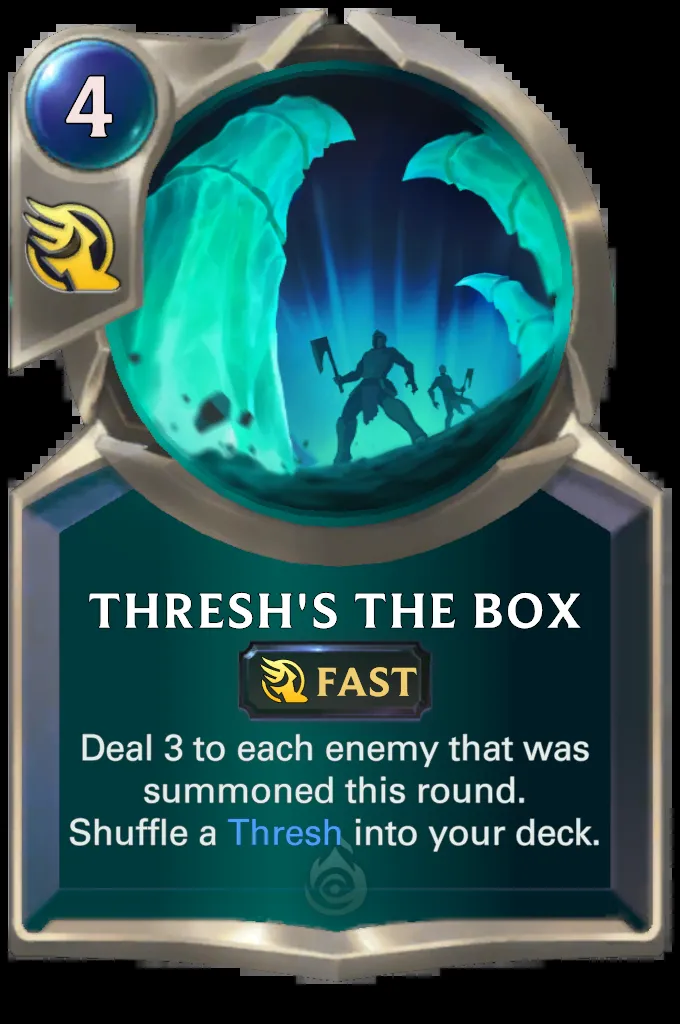 4
THRESH'S THE BOX
FAST
Deal 3 to each enemy that was
summoned this round.
Shuffle a Thresh into your deck.